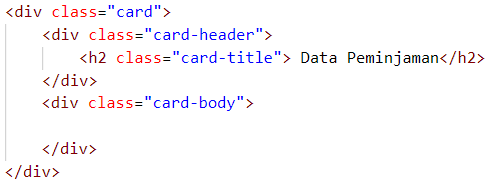 <div class="card">
    <div class="card-header">
        <h2 class="card-title"> Data Peminjaman</h2>
    </div>
    <div class="card-body">

    </div>
</div>